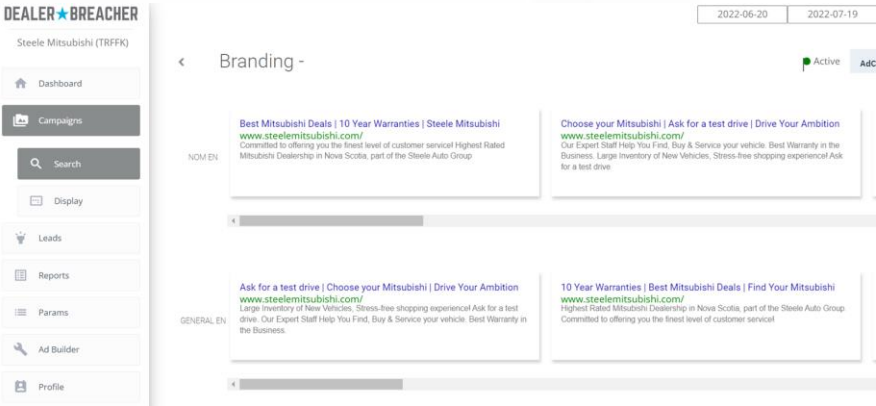 DEALER★BREACHER
Steele Mitsubishi (TRFFK)
Dashboard
Campaigns
Search
Display
Leads
Reports
Params
Ad Builder
Profile
2022-06-20
2022-07-19
Branding -
Active
AdC
NOM EN
Best Mitsubishi Deals | 10 Year Warranties | Steele Mitsubishi
www.steelemitsubishi.com/
Committed to offering you the finest level of customer service! Highest Rated
Mitsubishi Dealership in Nova Scotia, part of the Steele Auto Group
Choose your Mitsubishi | Ask for a test drive | Drive Your Ambition
www.steelemitsubishi.com/
Our Expert Staff Help You Find, Buy & Service your vehicle. Best Warranty in the
Business. Large Inventory of New Vehicles, Stress-free shopping experience! Ask
for a test drive
GENERAL EN
Ask for a test drive | Choose your Mitsubishi | Drive Your Ambition
www.steelemitsubishi.com/
Large Inventory of New Vehicles, Stress-free shopping experience! Ask for a test
drive. Our Expert Staff Help You Find, Buy & Service your vehicle. Best Warranty in
the Business.
10 Year Warranties | Best Mitsubishi Deals | Find Your Mitsubishi
www.steelemitsubishi.com/
Highest Rated Mitsubishi Dealership in Nova Scotia, part of the Steele Auto Group
Committed to offering you the finest level of customer service!